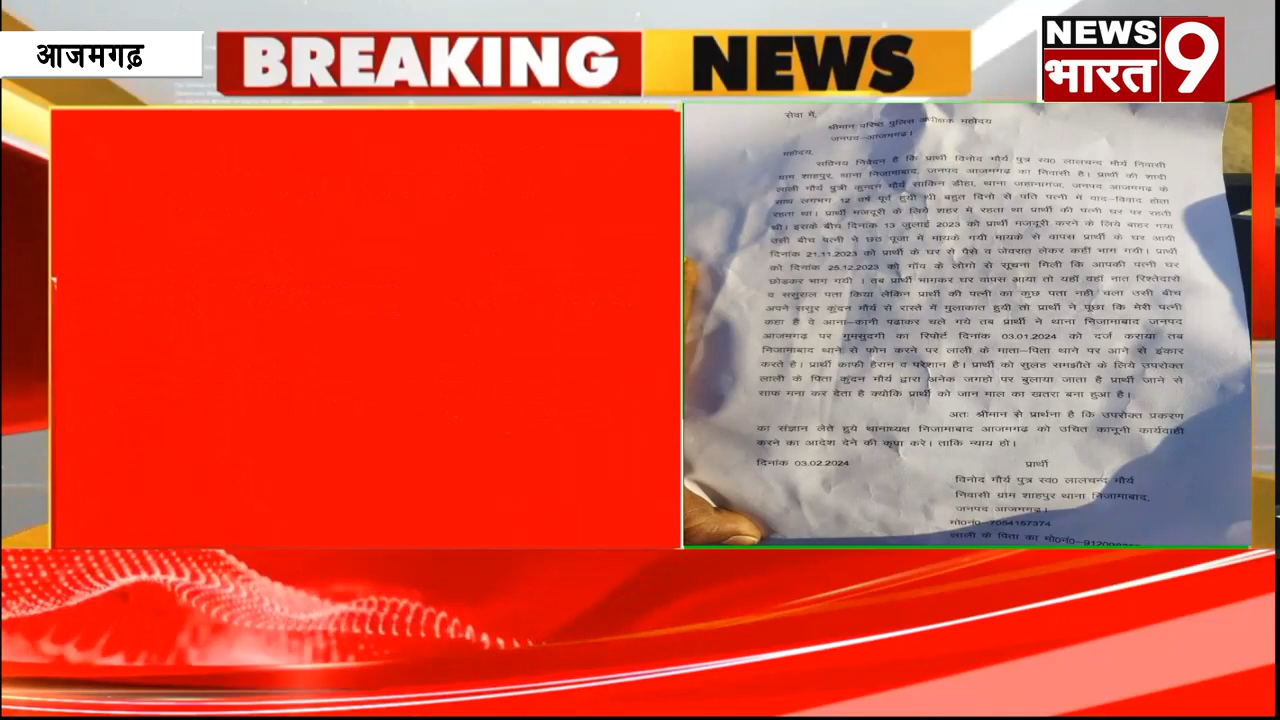 आजमगढ़
BREAKING NEWS
NEWS
भारत 9
सेवा में,
श्रीमान वरिष्ठ पुलिस अधीक्षक महोदय
जनपद–आजमगढ़।
महोदय,
सविनय निवेदन है कि प्रार्थी विनोद मौर्य पुत्र स्व0 लालचन्द मौर्य निवासी
ग्राम शाहपुर, थाना निजामाबाद, जनपद आजमगढ़ का निवासी है। प्रार्थी की शादी
लाली मौर्य पुत्री कुन्दन मौर्य साकिन डीहा, थाना जहानागंज, जनपद आजमगढ़ के
साथ लगभग 12 वर्ष पूर्व हुयी थी बहुत दिनो से पति पत्नी में वाद–विवाद होता
रहता था। प्रार्थी मजदूरी के लिये शहर में रहता था प्रार्थी की पत्नी घर पर रहती
थी। इसके बीच दिनांक 13 जुलाई 2023 को प्रार्थी मजदूरी करने के लिये बाहर गया
उसी बीच पत्नी ने छठ पूजा में मायके गयी मायके से वापस प्रार्थी के घर आयी
दिनांक 21.11.2023 को प्रार्थी के घर से पैसे व जेवरात लेकर कहीं भाग गयी। प्रार्थी
को दिनांक 25.12.2023 को गाँव के लोगो से सूचना मिली कि आपकी पत्नी घर
छोडकर भाग गयी । तब प्रार्थी भागकर घर वापस आया तो यहाँ वहाँ नात रिश्तेदारी
व ससुराल पता किया लेकिन प्रार्थी की पत्नी का कुछ पता नही चला उसी बीच
अपने ससुर कुंदन मौर्य से रास्ते में मुलाकात हुयी तो प्रार्थी ने पूंछा कि मेरी पत्नी
कहा है वे आना–कानी पढाकर चले गये तब प्रार्थी ने थाना निजामाबाद जनपद
आजमगढ़ पर गुमसुदगी का रिपोर्ट दिनांक 03.01.2024 को दर्ज कराया तब
निजामाबाद थाने से फोन करने पर लाली के माता–पिता थाने पर आने से इंकार
करते है। प्रार्थी काफी हैरान व परेशान है। प्रार्थी को सुलह समझौते के लिये उपरोक्त
लाली के पिता कुंदन मौर्य द्वारा अनेक जगहो पर बुलाया जाता है प्रार्थी जाने से
साफ मना कर देता है क्योकि प्रार्थी को जान माल का खतरा बना हुआ है।
अतः श्रीमान से प्रार्थना है कि उपरोक्त प्रकरण
का संज्ञान लेते हुये थानाध्यक्ष निजामाबाद आजमगढ़ को उचित कानूनी कार्यवाही
करने का आदेश देने की कृपा करे। ताकि न्याय हो।
दिनांक 03.02.2024 प्रार्थी
विनोद मौर्य पुत्र स्व0 लालचन्द मौर्य
निवासी ग्राम शाहपुर थाना निजामाबाद,
जनपद आजमगढ़।
मो0नं0–7054157374
लाली के पिता का मो0नं0–